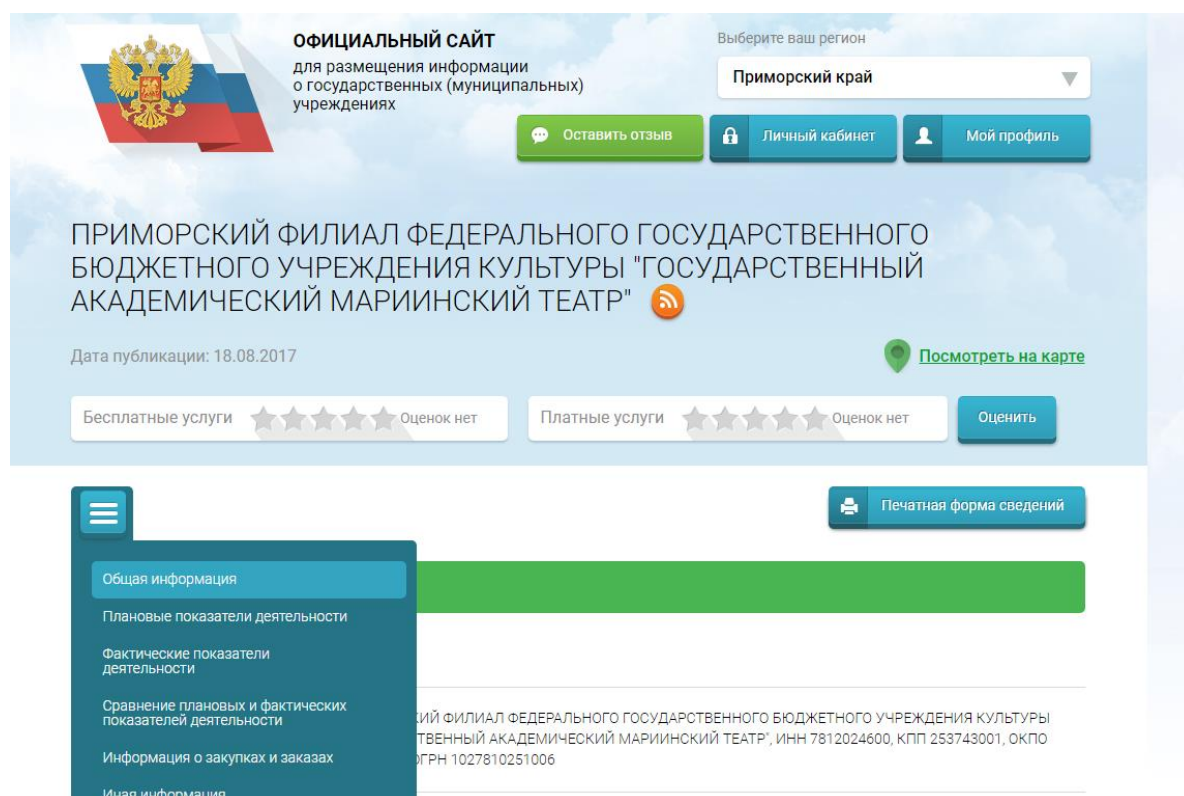 ОФИЦИАЛЬНЫЙ САЙТ
для размещения информации
о государственных (муниципальных)
учреждениях
Выберите ваш регион
Приморский край
Оставить отзыв
Личный кабинет
Мой профиль
ПРИМОРСКИЙ ФИЛИАЛ ФЕДЕРАЛЬНОГО ГОСУДАРСТВЕННОГО
БЮДЖЕТНОГО УЧРЕЖДЕНИЯ КУЛЬТУРЫ "ГОСУДАРСТВЕННЫЙ
АКАДЕМИЧЕСКИЙ МАРИИНСКИЙ ТЕАТР"
Дата публикации: 18.08.2017
Посмотреть на карте
Бесплатные услуги
Оценок нет
Платные услуги
Оценок нет
Оценить
Печатная форма сведений
Общая информация
Плановые показатели деятельности
Фактические показатели
деятельности
Сравнение плановых и фактических
показателей деятельности
Информация о закупках и заказах
Иная информация
КИЙ ФИЛИАЛ ФЕДЕРАЛЬНОГО ГОСУДАРСТВЕННОГО БЮДЖЕТНОГО УЧРЕЖДЕНИЯ КУЛЬТУРЫ
ТВЕННЫЙ АКАДЕМИЧЕСКИЙ МАРИИНСКИЙ ТЕАТР", ИНН 7812024600, КПП 253743001, ОКПО
ОГРН 1027810251006